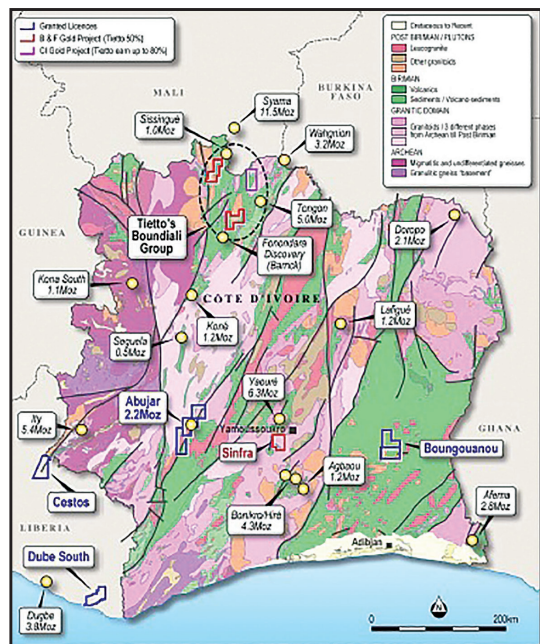 Granted Licences
B & F Gold Project (Tietto 50%)
CI Gold Project (Tietto earn up to 80%)
Cretaceous to Recent
POST BIRIMIAN / PLUTONS
Leucogranite
Other granitoids
BIRIMIAN
Volcanics
Sediments / Volcano-sediments
GRANITIC DOMAIN
Granitoids / 3 different phases
from Archean till Post Birimian
ARCHEAN
Migmatitic and undifferentiated gneisses
Granulitic gneiss 'basement'
MALI
BURKINA
FASO
Syama
11.5Moz
Sissingué
1.0Moz
Wahgnion
3.2Moz
Tietto's
Boundiali
Group
Tongon
5.0Moz
Doropo
2.1Moz
GUINEA
Fonondara
Discovery
(Barrick)
Kona South
1.1Moz
CÔTE D'IVOIRE
Koné
1.2Moz
Lafigué
1.2Moz
Seguela
0.5Moz
Abujar
2.2Moz
Yaouré
6.3Moz
Ity
5.4Moz
Yamoussoukro
GHANA
Sinfra
Boungouanou
Cestos
Agbaou
1.2Moz
Bonikro/Hiré
4.3Moz
Afema
2.8Moz
LIBERIA
Dube South
Adibjan
Dugbe
3.8Moz
N
0
200km